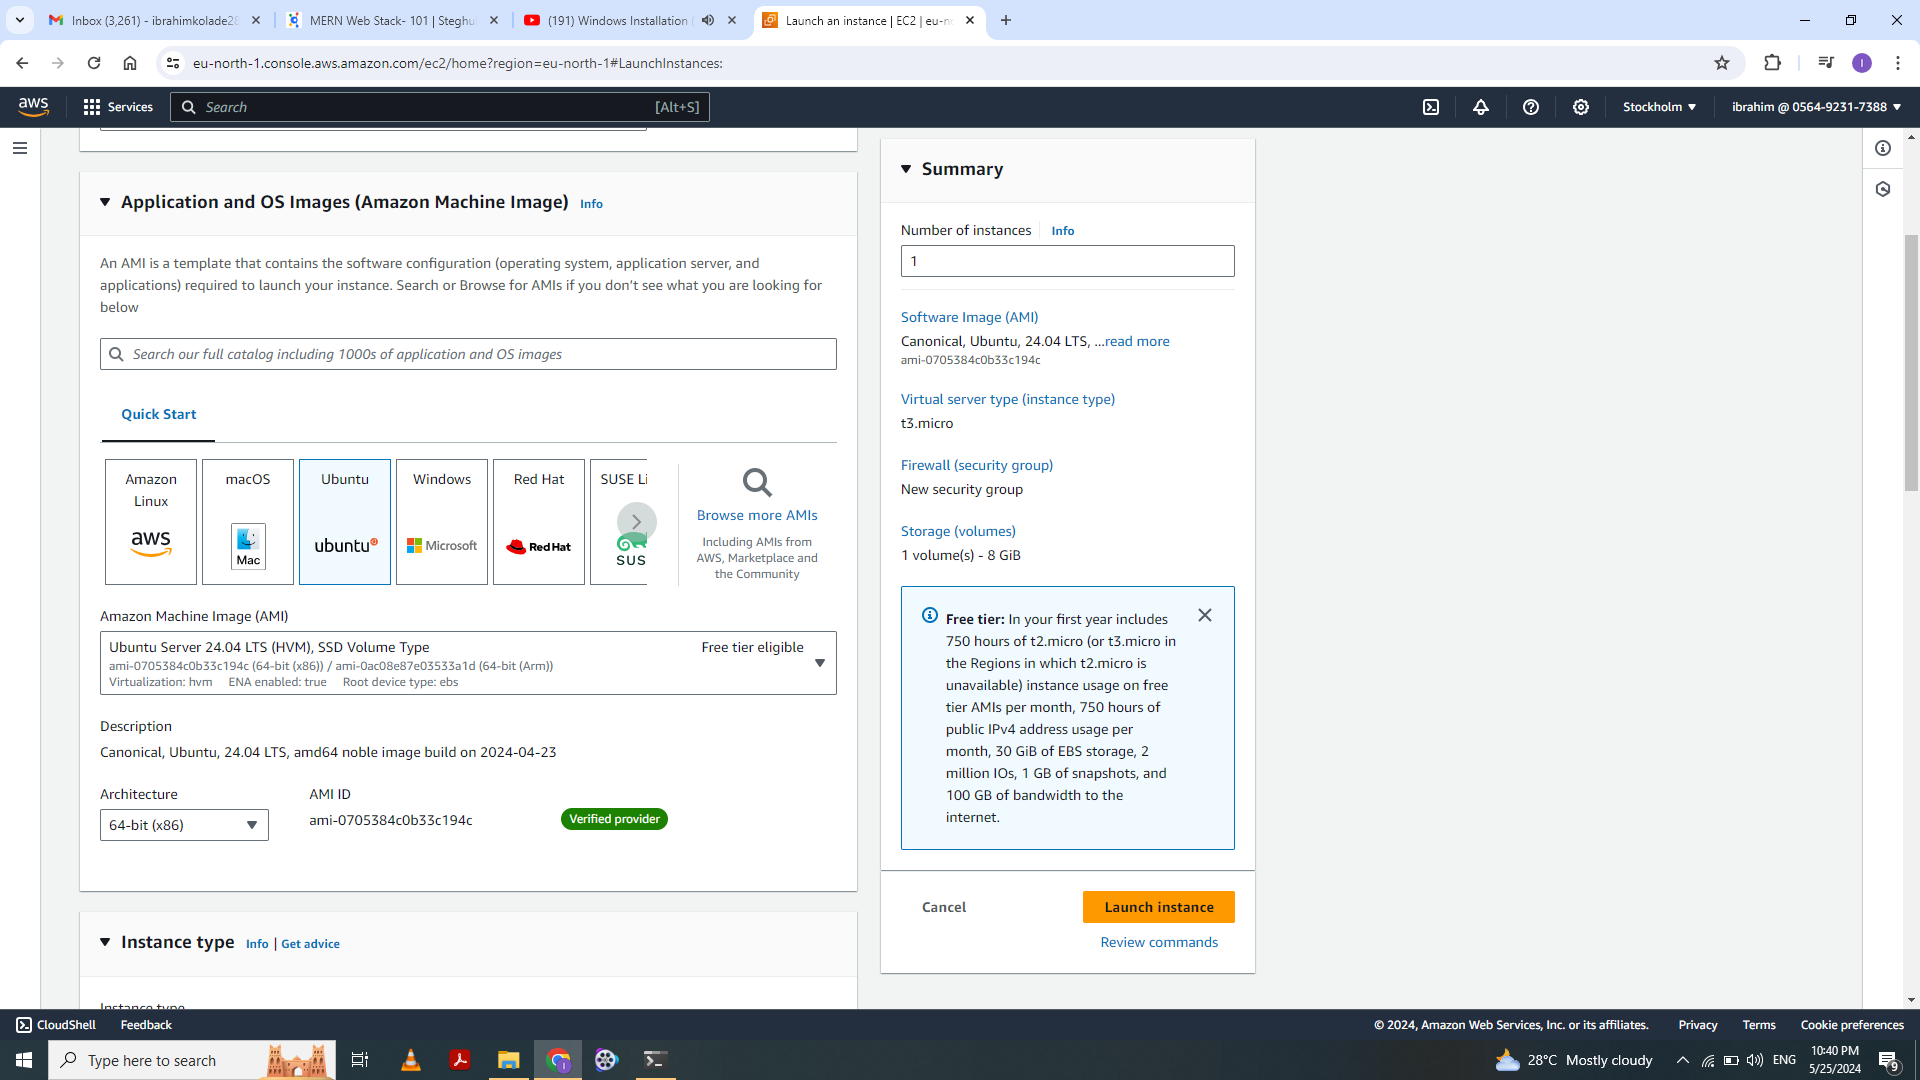 Inbox (3,261) - ibrahimkolade28
MERN Web Stack- 101 | Steghu
(191) Windows Installation
Launch an instance | EC2 | eu-n
eu-north-1.console.aws.amazon.com/ec2/home?region=eu-north-1#LaunchInstances:
I
aws
Services
Search
[Alt+S]
Stockholm
ibrahim @ 0564-9231-7388
Application and OS Images (Amazon Machine Image) Info
An AMI is a template that contains the software configuration (operating system, application server, and
applications) required to launch your instance. Search or Browse for AMIs if you don’t see what you are looking for
below
Search our full catalog including 1000s of application and OS images
Quick Start
Amazon
Linux
aws
macOS
Mac
Ubuntu
ubuntu
Windows
Microsoft
Red Hat
Red Hat
SUSE Li
SUS
Browse more AMIs
Including AMIs from
AWS, Marketplace and
the Community
Amazon Machine Image (AMI)
Ubuntu Server 24.04 LTS (HVM), SSD Volume Type
Free tier eligible
ami-0705384c0b33c194c (64-bit (x86)) / ami-0ac08e87e03533a1d (64-bit (Arm))
Virtualization: hvm ENA enabled: true Root device type: ebs
Description
Canonical, Ubuntu, 24.04 LTS, amd64 noble image build on 2024-04-23
Architecture
64-bit (x86)
AMI ID
ami-0705384c0b33c194c
Verified provider
Instance type Info | Get advice
Instance type
Summary
Number of instances Info
1
Software Image (AMI)
Canonical, Ubuntu, 24.04 LTS, ...read more
ami-0705384c0b33c194c
Virtual server type (instance type)
t3.micro
Firewall (security group)
New security group
Storage (volumes)
1 volume(s) - 8 GiB
Free tier: In your first year includes
750 hours of t2.micro (or t3.micro in
the Regions in which t2.micro is
unavailable) instance usage on free
tier AMIs per month, 750 hours of
public IPv4 address usage per
month, 30 GiB of EBS storage, 2
million IOs, 1 GB of snapshots, and
100 GB of bandwidth to the
internet.
Cancel
Launch instance
Review commands
CloudShell
Feedback
© 2024, Amazon Web Services, Inc. or its affiliates.
Privacy
Terms
Cookie preferences
Type here to search
28°C Mostly cloudy
ENG
10:40 PM
5/25/2024
9